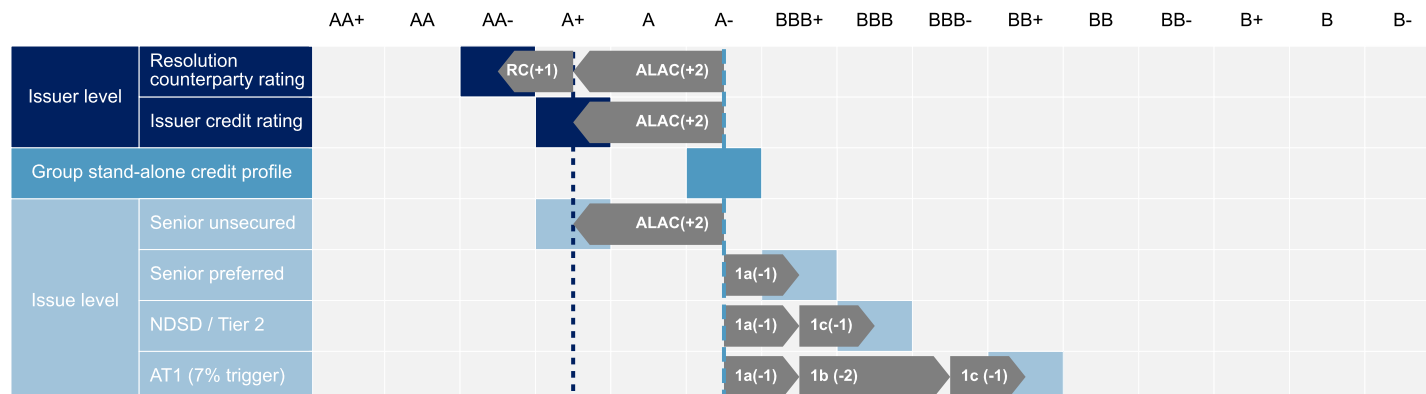 AA+ AA AA- A+ A A- BBB+ BBB BBB- BB+ BB BB- B+ B B-
Issuer level
Resolution
counterparty rating
RC(+1) ALAC(+2)
Issuer credit rating ALAC(+2)
Group stand-alone credit profile
Issue level
Senior unsecured ALAC(+2)
Senior preferred 1a(-1)
NDSD / Tier 2 1a(-1) 1c(-1)
AT1 (7% trigger) 1a(-1) 1b (-2) 1c (-1)